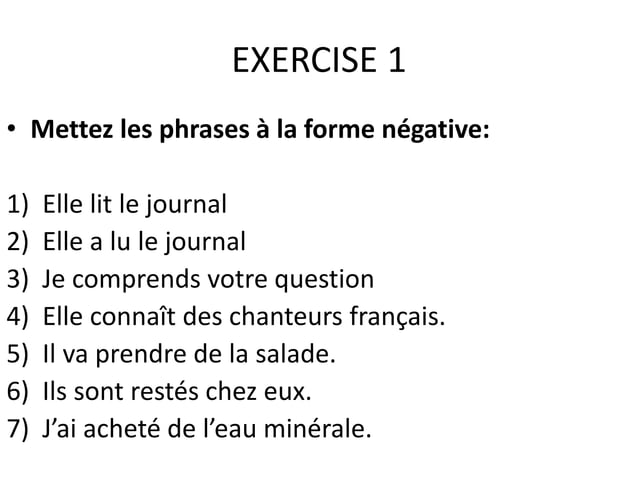 EXERCISE 1
• Mettez les phrases à la forme négative:
1) Elle lit le journal
2) Elle a lu le journal
3) Je comprends votre question
4) Elle connaît des chanteurs français.
5) Il va prendre de la salade.
6) Ils sont restés chez eux.
7) J’ai acheté de l’eau minérale.